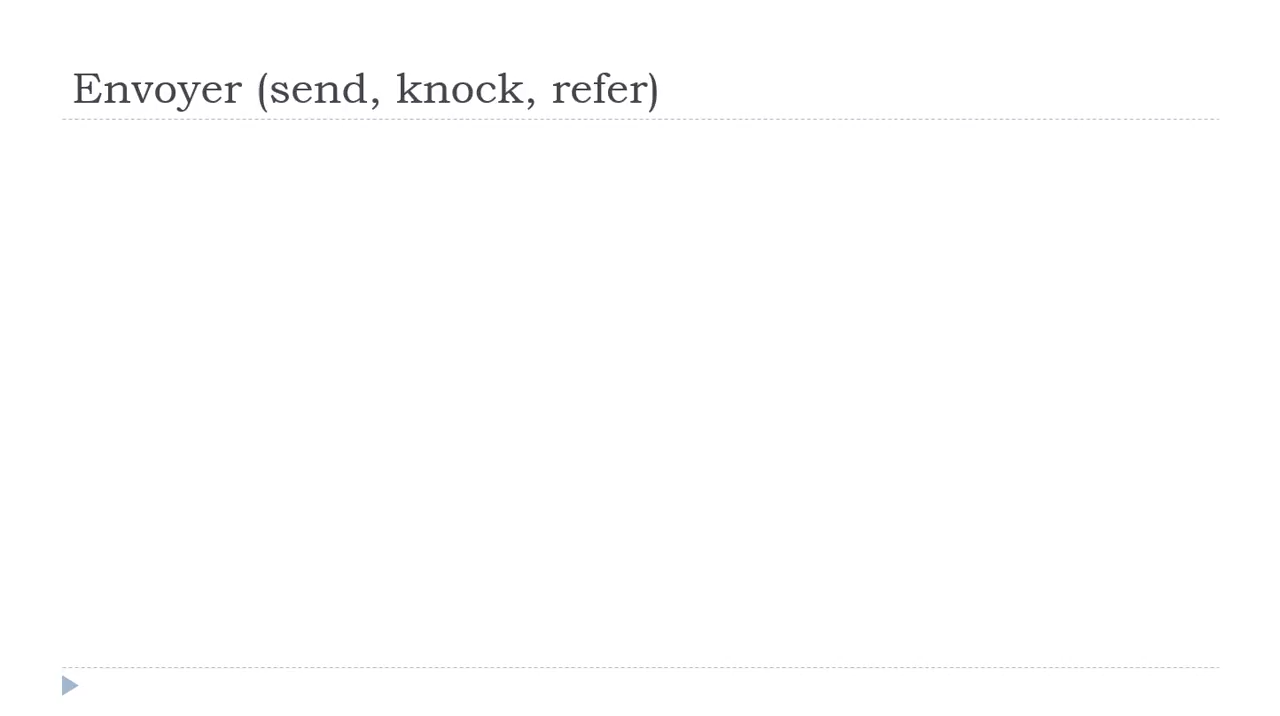 Envoyer (send, knock, refer)